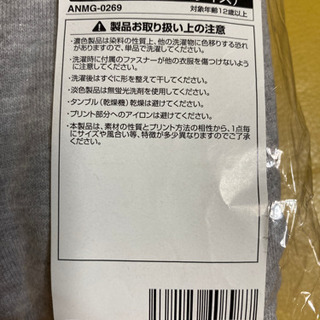 ANMG-0269
対象年齢12歳以上
製品お取り扱い上の注意
・濃色製品は染料の性質上、他の洗濯物に色移りする恐れ
がありますので、単品で洗濯してください。
・洗濯時に付属のファスナーが他の衣服を傷つけないよう
に注意してください。
・洗濯後はすぐに形を整えて干してください。
・淡色製品は無蛍光洗剤を使用してください。
・タンブル(乾燥機)乾燥は避けてください。
・プリント部分へのアイロンは避けてください。
・本製品は、素材の性質とプリント方法の相性から、1点毎
にサイズや風合い等、特徴が多少異なりますのでご了承
ください。